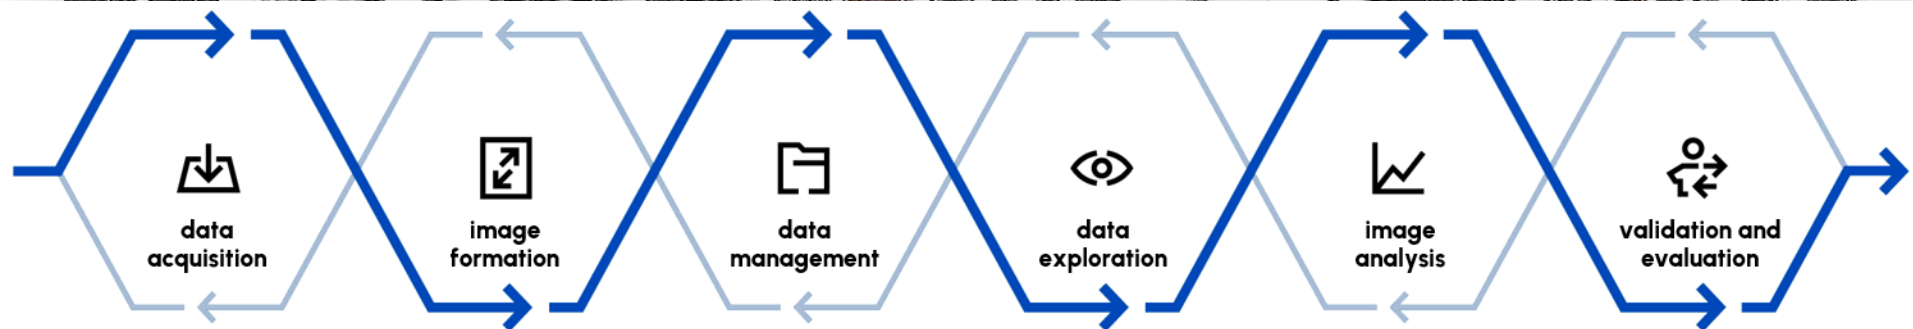 data
acquisition
image
formation
data
management
data
exploration
image
analysis
validation and
evaluation